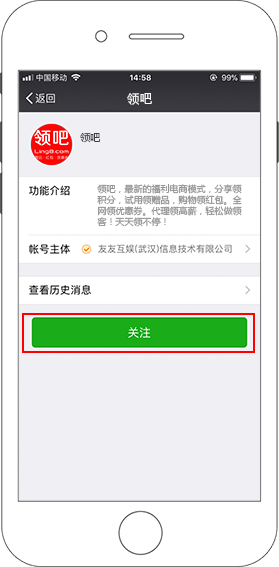 中国移动 14:58 99%
返回 领吧
领吧
LingB.com
领吧
功能介绍 领吧，最新的福利电商模式，分享领
积分，试用领赠品，购物领红包。全
网领优惠券。代理领高薪，轻松做领
客！天天领不停！
帐号主体 友友互娱(武汉)信息技术有限公司
查看历史消息
关注